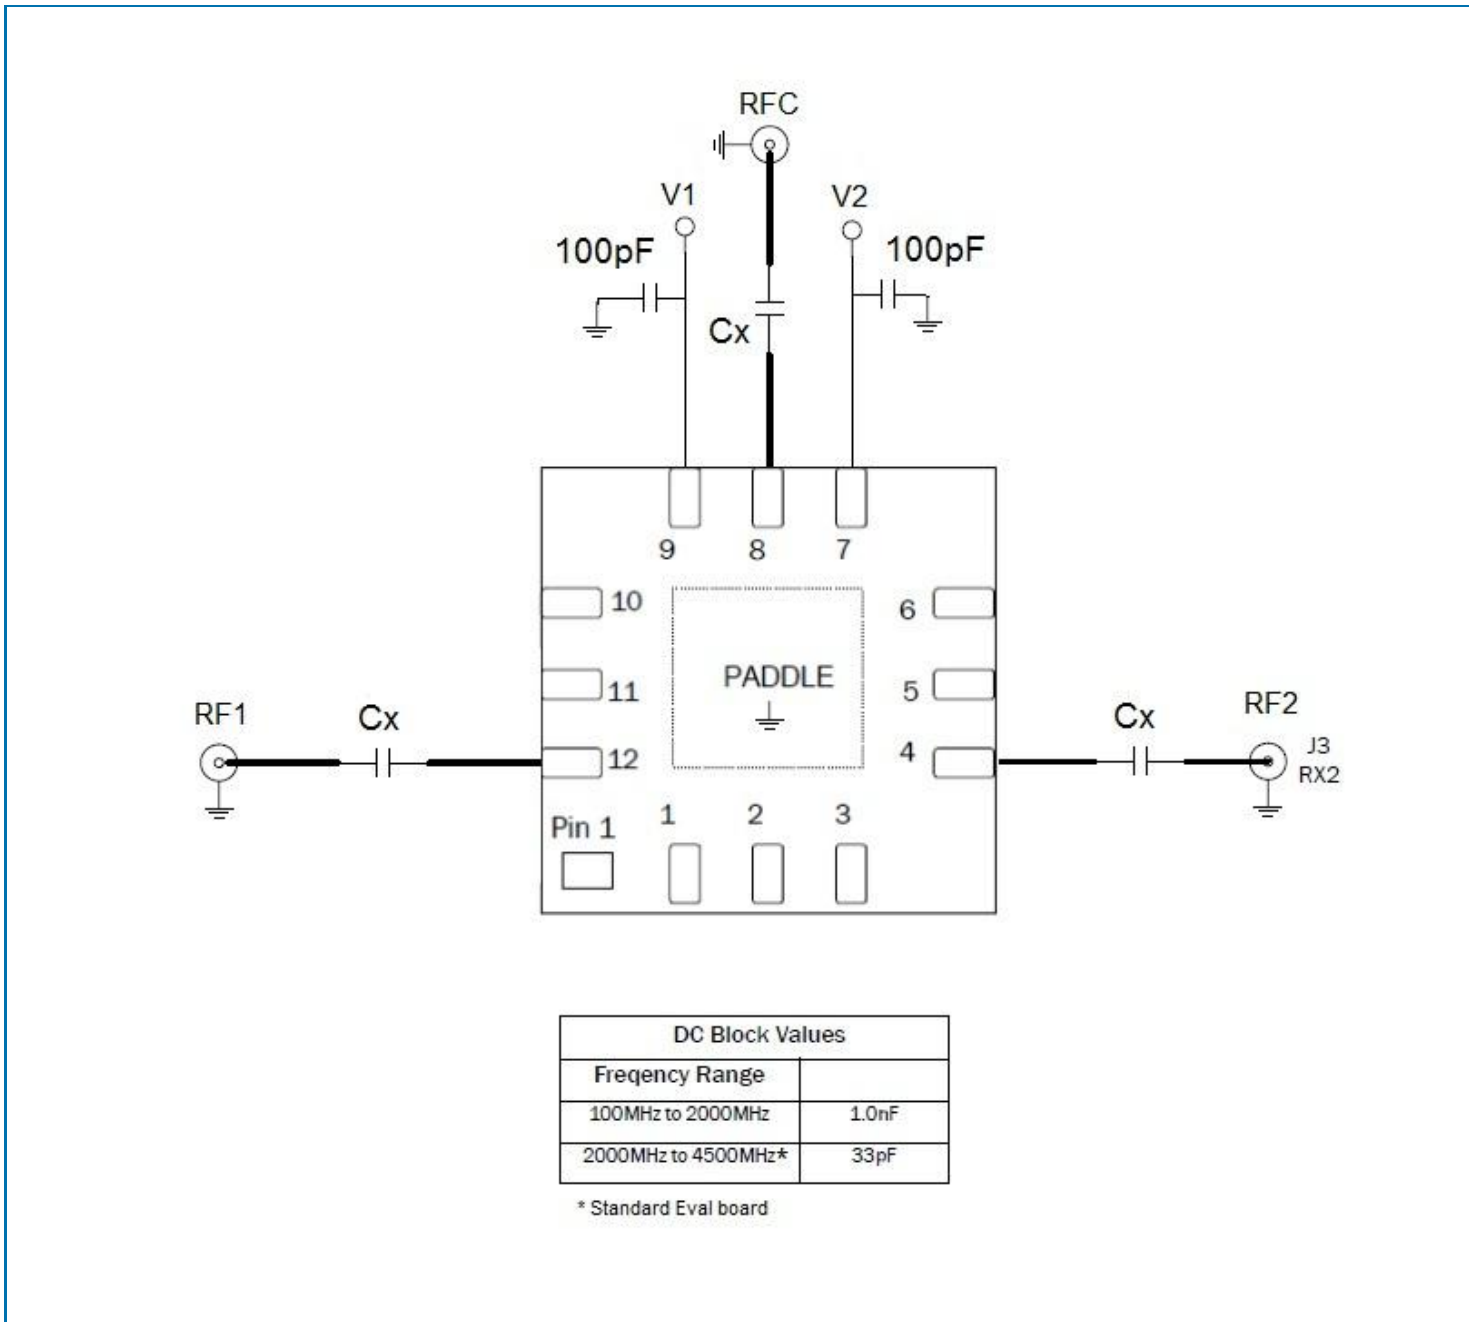 RFC
V1
V2
100pF
100pF
Cx
9
8
7
10
6
11
5
PADDLE
RF1
Cx
12
4
Cx
RF2
J3
RX2
Pin 1
1
2
3
DC Block Values
Freqency Range
100MHz to 2000MHz 1.0nF
2000MHz to 4500MHz* 33pF
* Standard Eval board